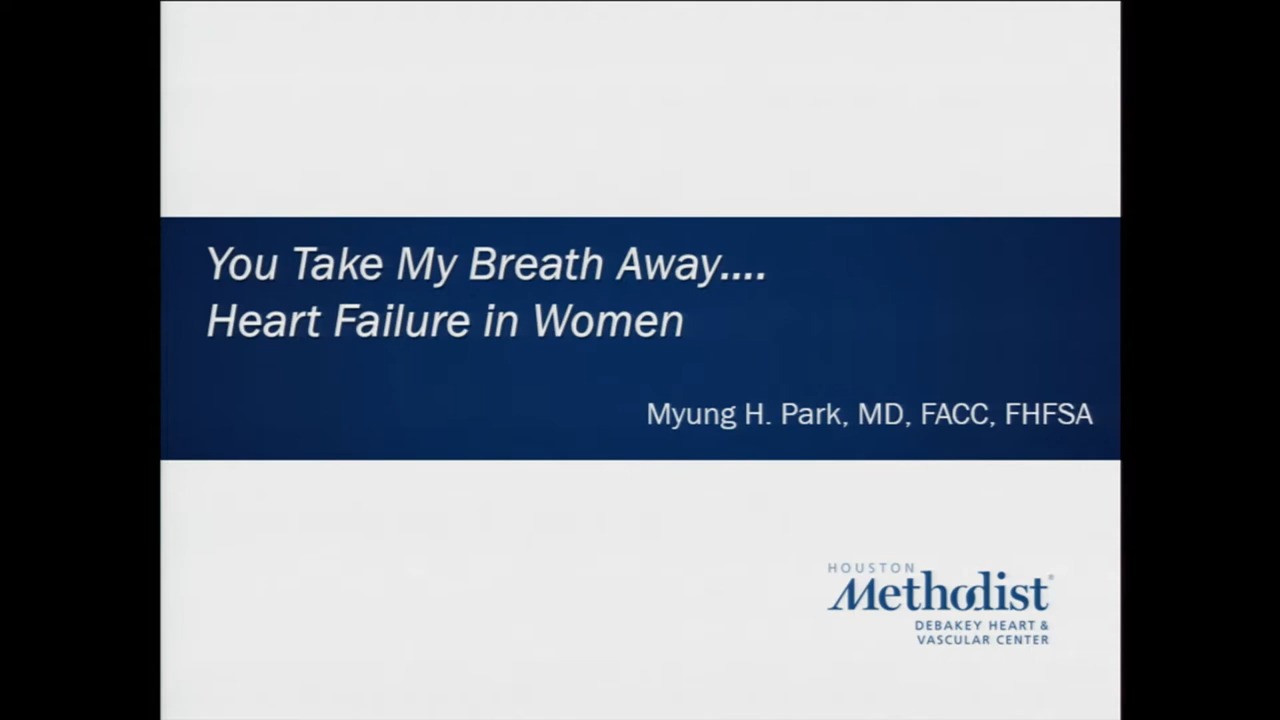 You Take My Breath Away....
Heart Failure in Women
Myung H. Park, MD, FACC, FHFSA
HOUSTON
Methodist®
DEBAKEY HEART &
VASCULAR CENTER